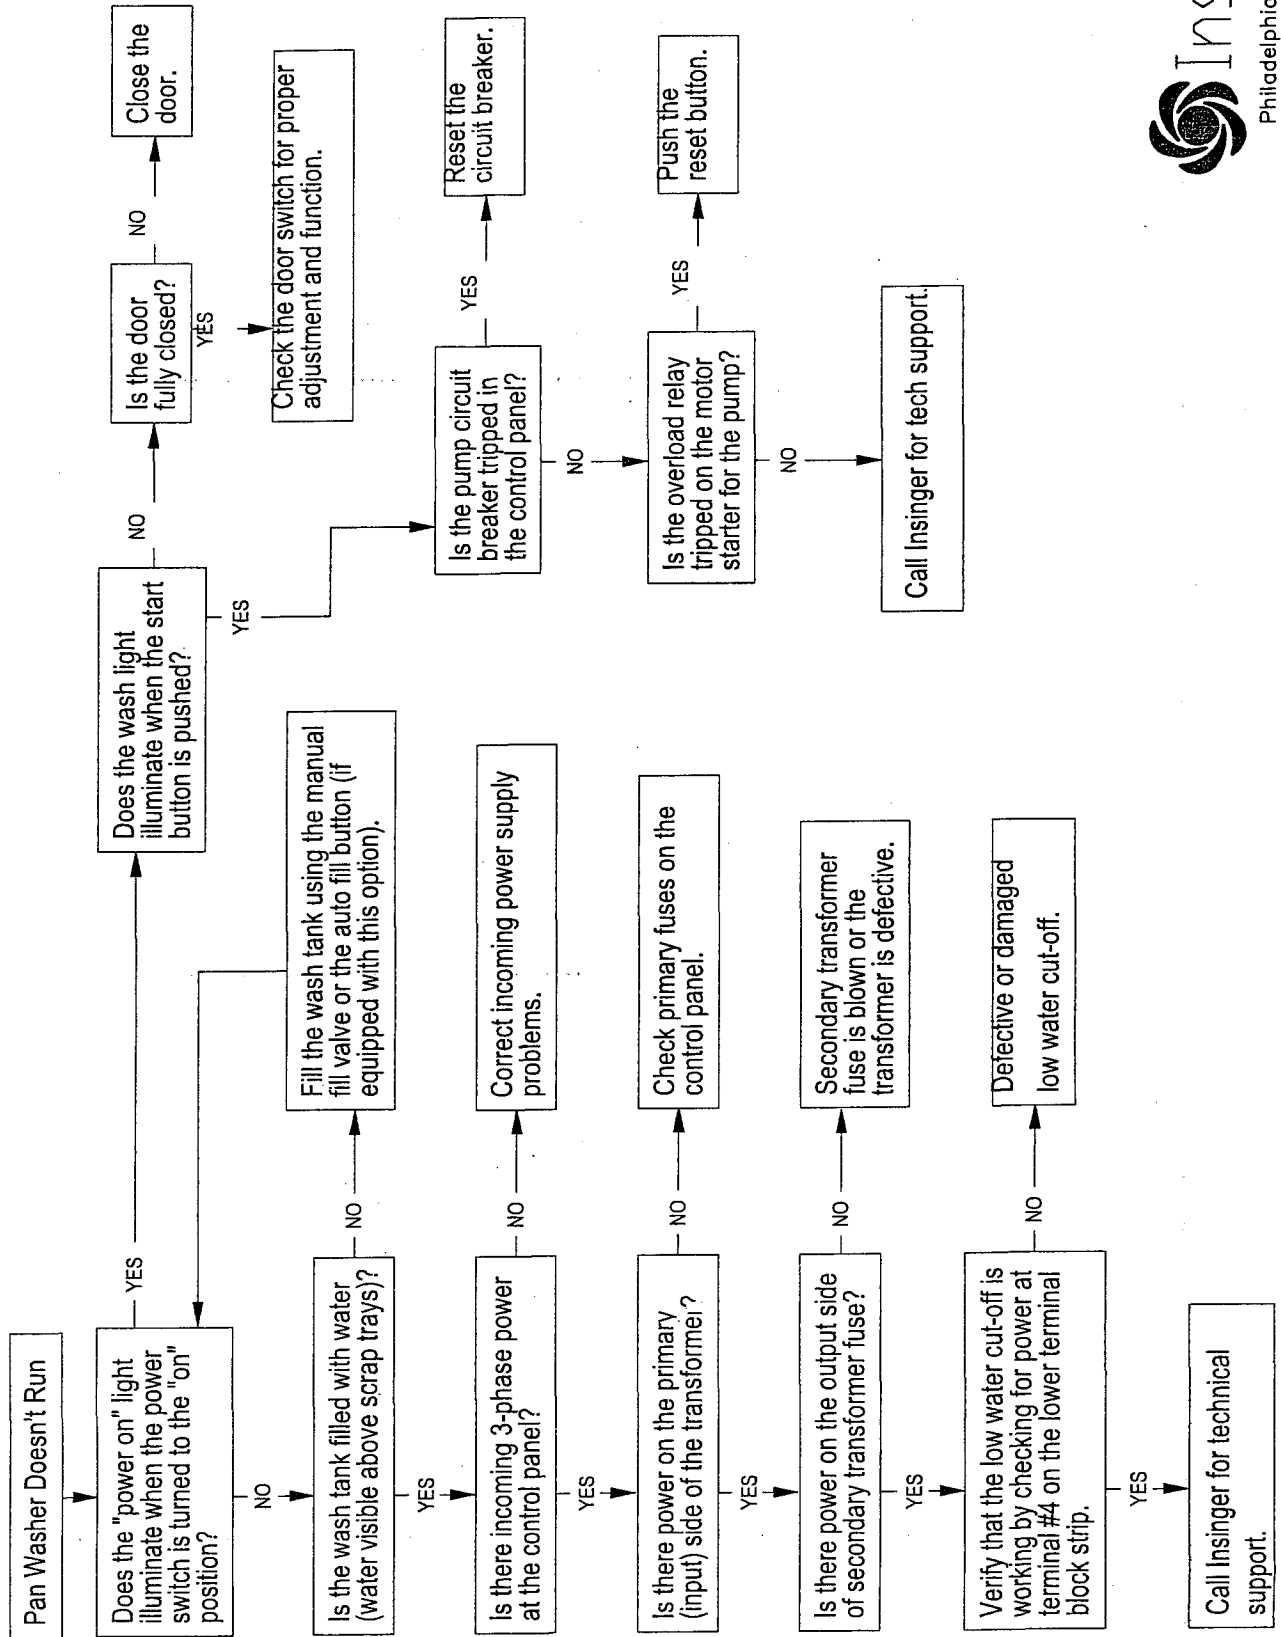 Pan Washer Doesn't Run
Does the "power on" light
illuminate when the power
switch is turned to the "on"
position?
YES
NO
Does the wash light
illuminate when the start
button is pushed?
NO
YES
Is the door
fully closed?
NO
YES
Close the
door.
Check the door switch for proper
adjustment and function.
Is the pump circuit
breaker tripped in
the control panel?
YES
NO
Reset the
circuit breaker.
Is the overload relay
tripped on the motor
starter for the pump?
YES
NO
Push the
reset button.
Call Insinger for tech support.
Is the wash tank filled with water
(water visible above scrap trays)?
NO
YES
Fill the wash tank using the manual
fill valve or the auto fill button (if
equipped with this option).
Is there incoming 3-phase power
at the control panel?
NO
YES
Correct incoming power supply
problems.
Is there power on the primary
(input) side of the transformer?
NO
YES
Check primary fuses on the
control panel.
Is there power on the output side
of secondary transformer fuse?
NO
YES
Secondary transformer
fuse is blown or the
transformer is defective.
Verify that the low water cut-off is
working by checking for power at
terminal #4 on the lower terminal
block strip.
NO
YES
Defective or damaged
low water cut-off.
Call Insinger for technical
support.